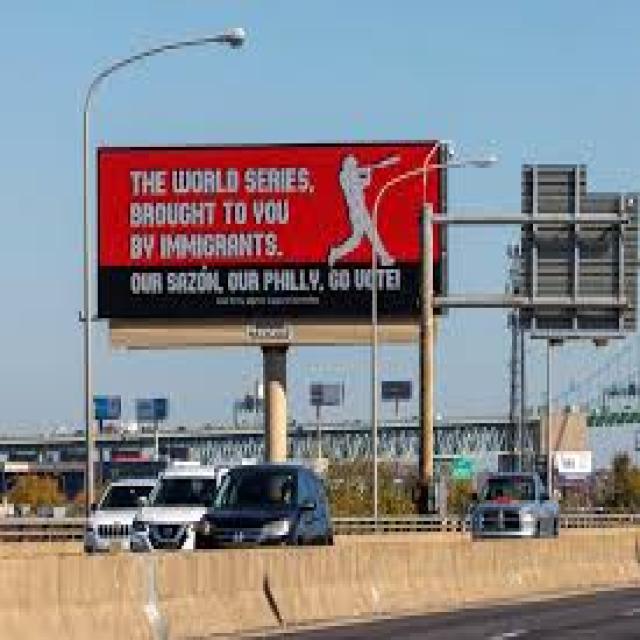 THE WORLD SERIES,
BROUGHT TO YOU
BY IMMIGRANTS.
OUR SAZÓN, OUR PHILLY, GO VOTE!